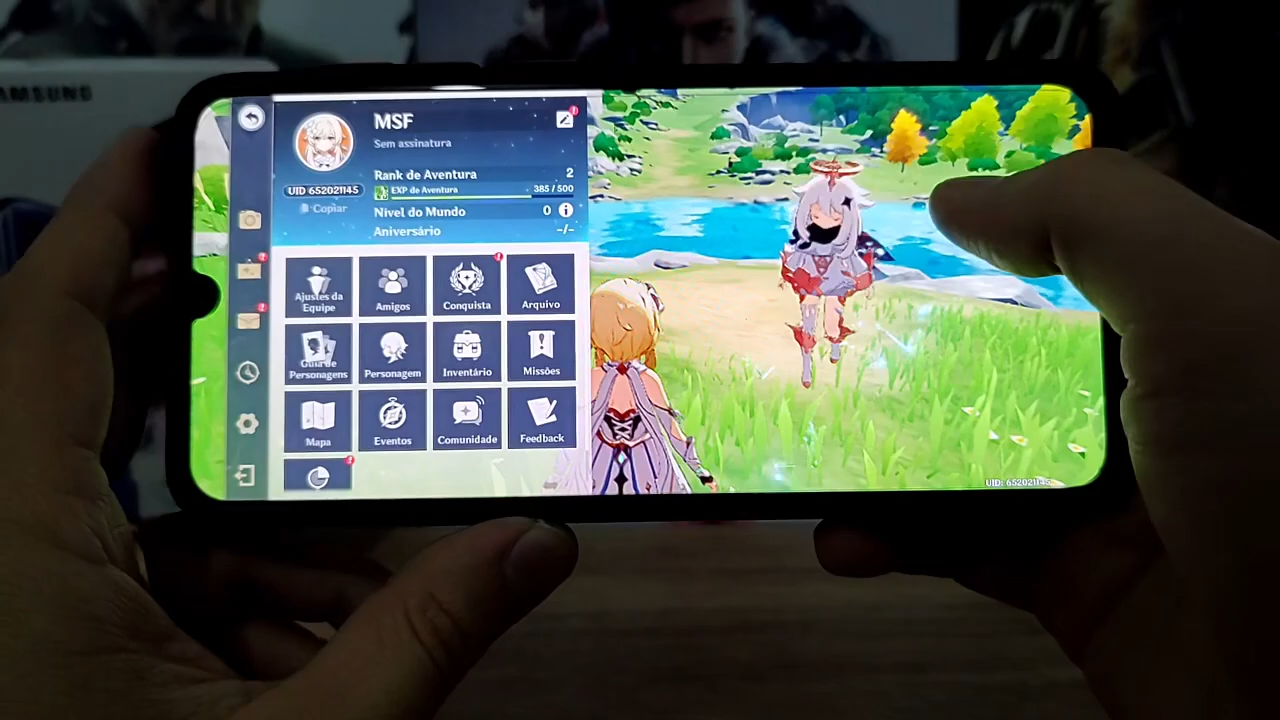 AMSUNG
MSF
Sem assinatura
UID 652021145
Copiar
Rank de Aventura 2
EXP de Aventura 385 / 500
Nível do Mundo 0
Aniversário -/-
Ajustes da Equipe
Amigos
Conquista
Arquivo
Guia de Personagens
Personagem
Inventário
Missões
Mapa
Eventos
Comunidade
Feedback
UID: 652021145